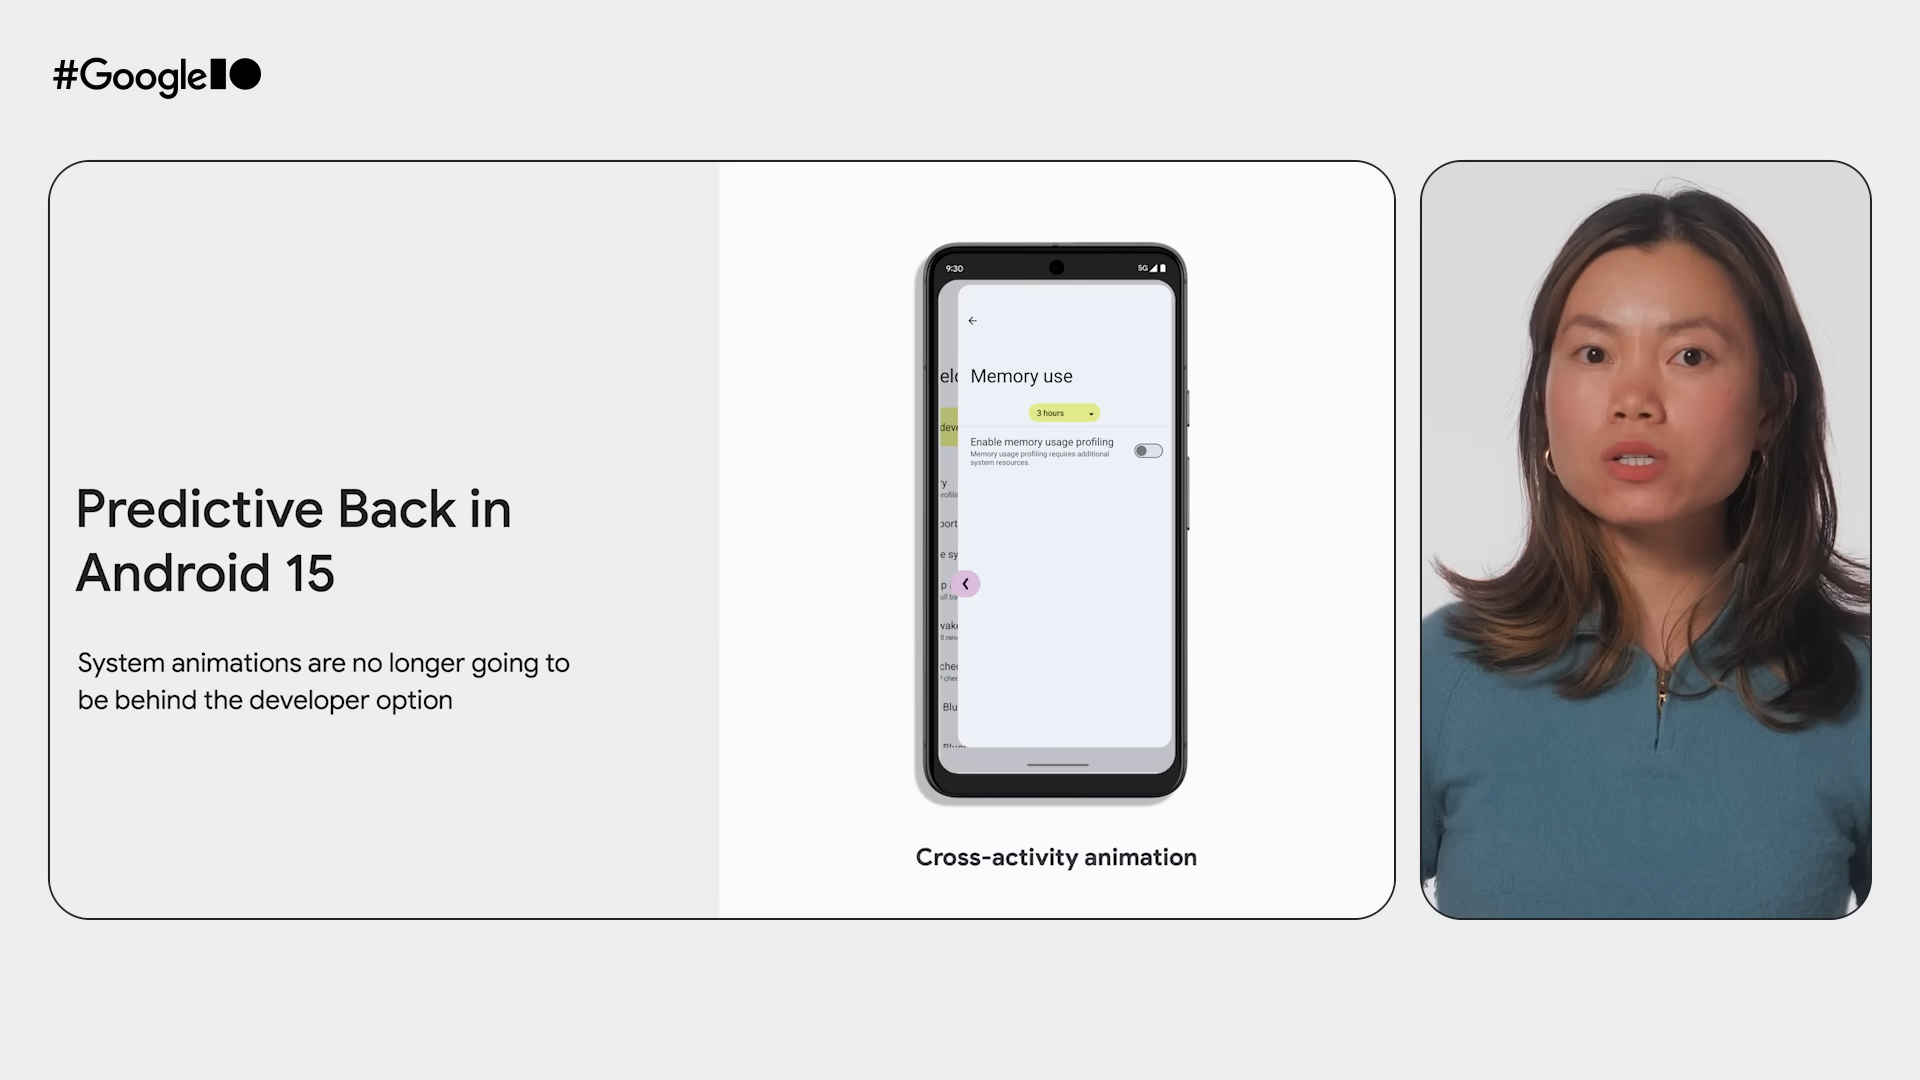 #GoogleIO
Predictive Back in
Android 15
System animations are no longer going to
be behind the developer option
9:30
5G
Memory use
3 hours
Enable memory usage profiling
Memory usage profiling requires additional
system resources.
Cross-activity animation